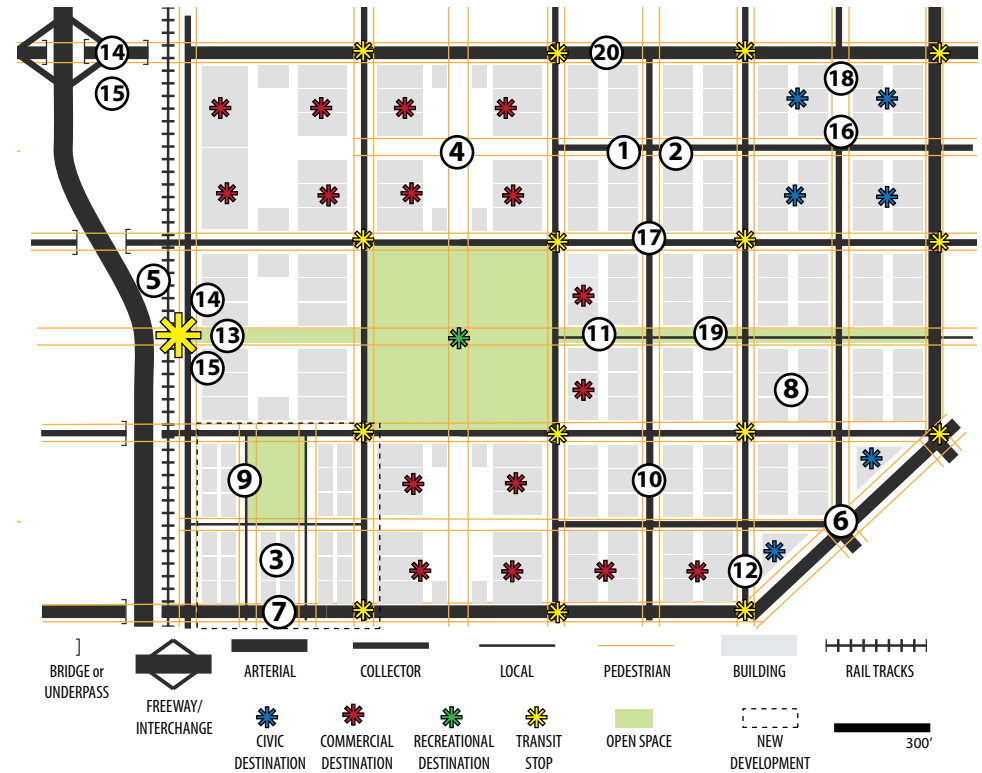 20
14
18
15
16
1
2
4
17
5
14
11
19
13
15
8
9
10
6
3
12
7
BRIDGE or
UNDERPASS
FREEWAY/
INTERCHANGE
ARTERIAL
COLLECTOR
LOCAL
PEDESTRIAN
BUILDING
RAIL TRACKS
CIVIC
DESTINATION
COMMERCIAL
DESTINATION
RECREATIONAL
DESTINATION
TRANSIT
STOP
OPEN SPACE
NEW
DEVELOPMENT
300'